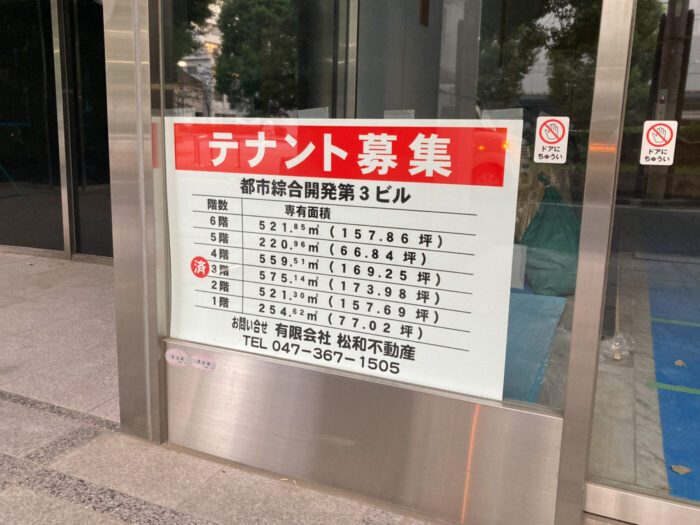 テナント募集
都市綜合開発第3ビル
階数 専有面積
6階 521.85㎡(157.86坪)
5階 220.96㎡(66.84坪)
4階 559.51㎡(169.25坪)
済 3階 575.14㎡(173.98坪)
2階 521.30㎡(157.69坪)
1階 254.62㎡(77.02坪)
お問い合せ 有限会社 松和不動産
TEL 047-367-1505
ドアに
ちゅうい
ドアに
ちゅうい